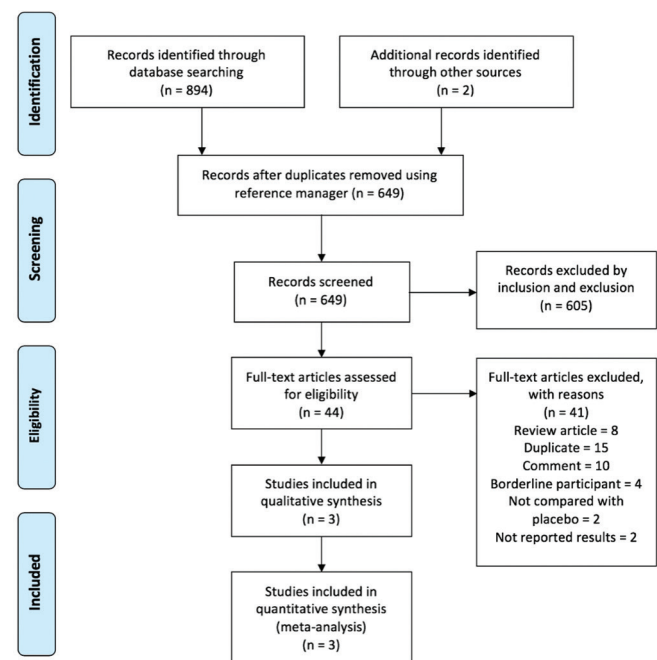 Identification
Records identified through
database searching
(n = 894)
Additional records identified
through other sources
(n = 2)
Records after duplicates removed using
reference manager (n = 649)
Screening
Records screened
(n = 649)
Records excluded by
inclusion and exclusion
(n = 605)
Eligibility
Full-text articles assessed
for eligibility
(n = 44)
Full-text articles excluded,
with reasons
(n = 41)
Review article = 8
Duplicate = 15
Comment = 10
Borderline participant = 4
Not compared with
placebo = 2
Not reported results = 2
Studies included in
qualitative synthesis
(n = 3)
Included
Studies included in
quantitative synthesis
(meta-analysis)
(n = 3)